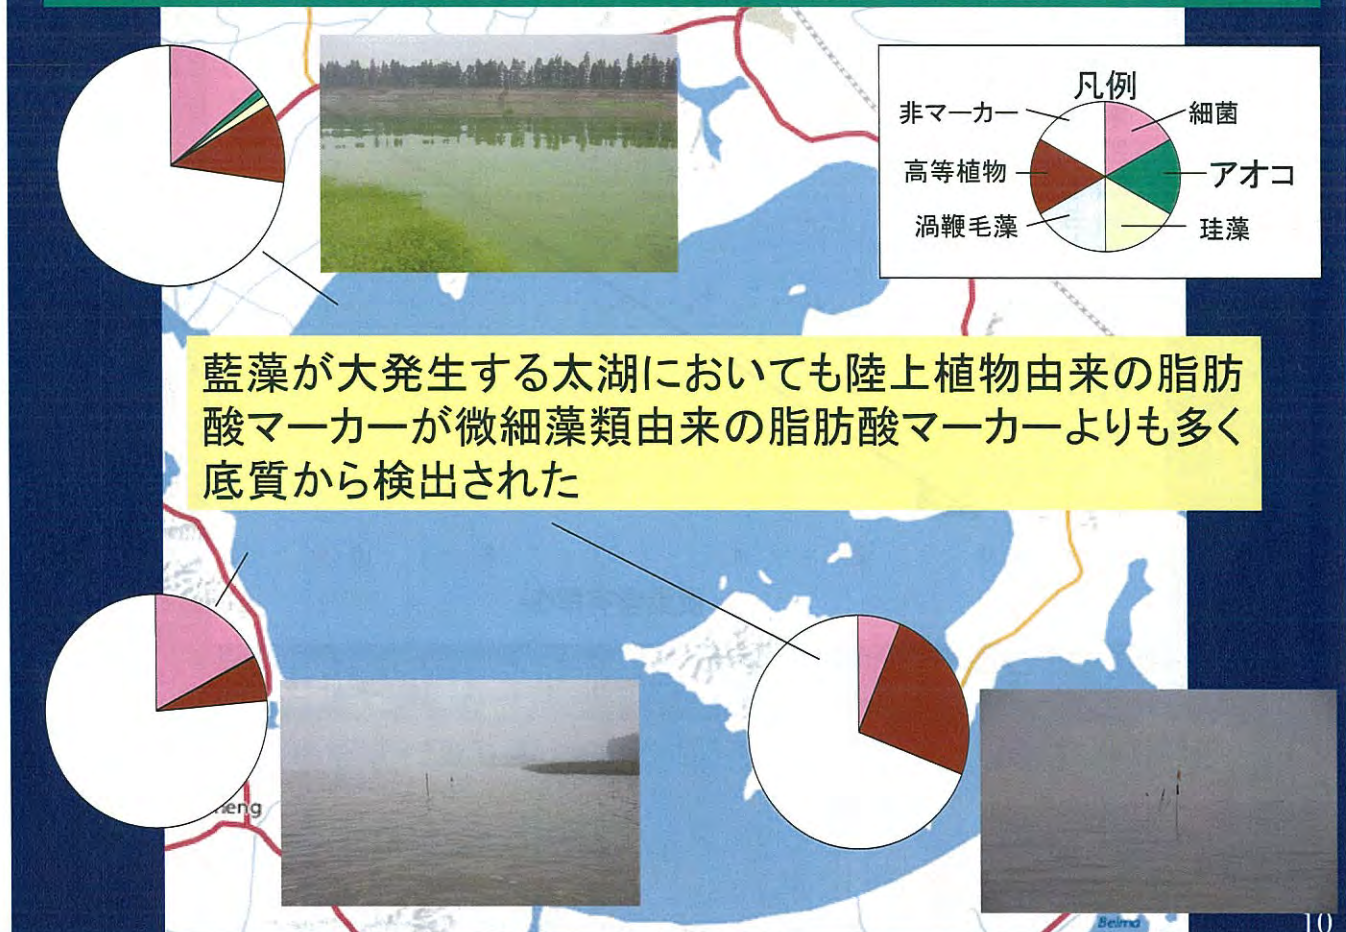 凡例
非マーカー
細菌
高等植物
アオコ
渦鞭毛藻
珪藻
藍藻が大発生する太湖においても陸上植物由来の脂肪
酸マーカーが微細藻類由来の脂肪酸マーカーよりも多く
底質から検出された
heng
Beima
10